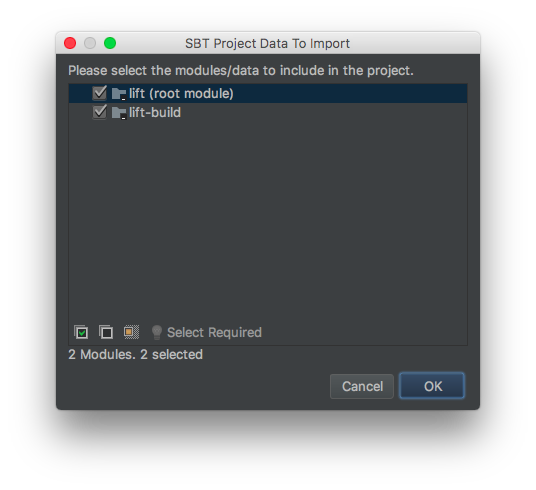 SBT Project Data To Import
Please select the modules/data to include in the project.
lift (root module)
lift-build
Select Required
2 Modules. 2 selected
Cancel OK